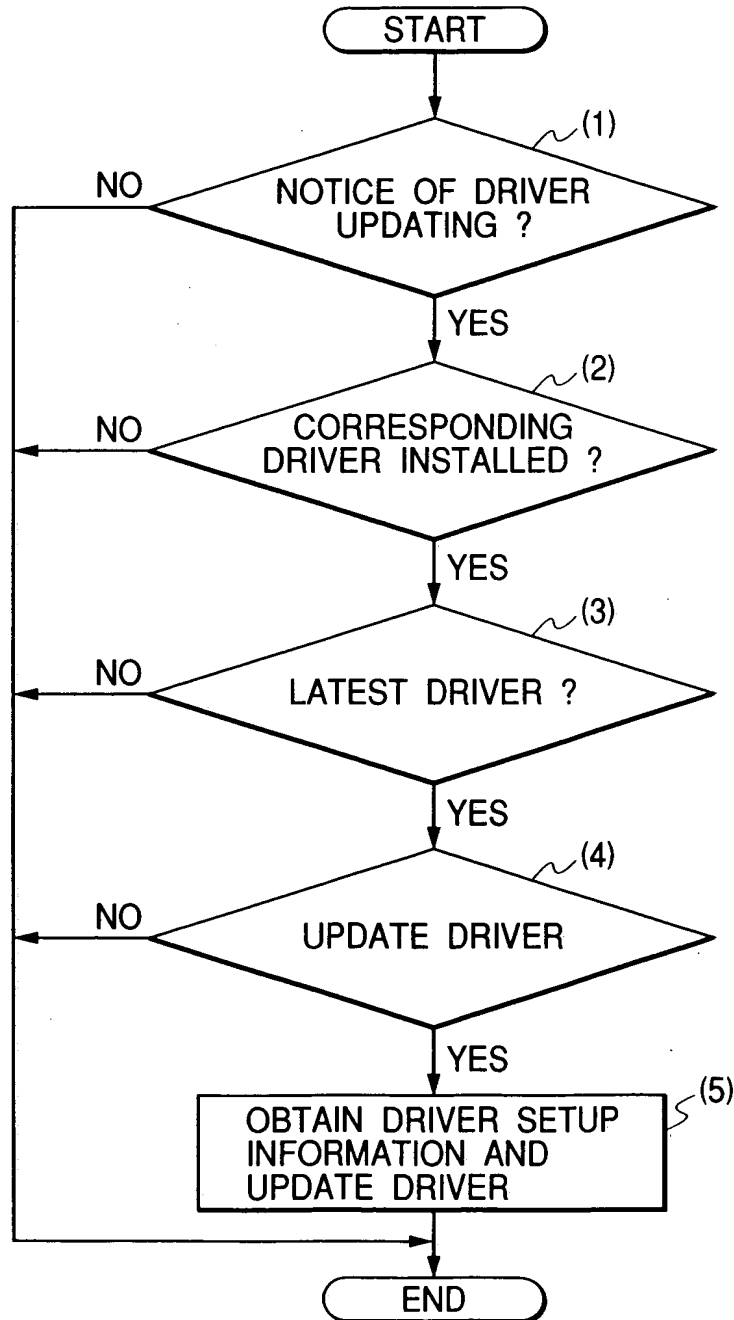 START
(1)
NO
NOTICE OF DRIVER
UPDATING ?
YES
(2)
NO
CORRESPONDING
DRIVER INSTALLED ?
YES
(3)
NO
LATEST DRIVER ?
YES
(4)
NO
UPDATE DRIVER
YES
(5)
OBTAIN DRIVER SETUP
INFORMATION AND
UPDATE DRIVER
END